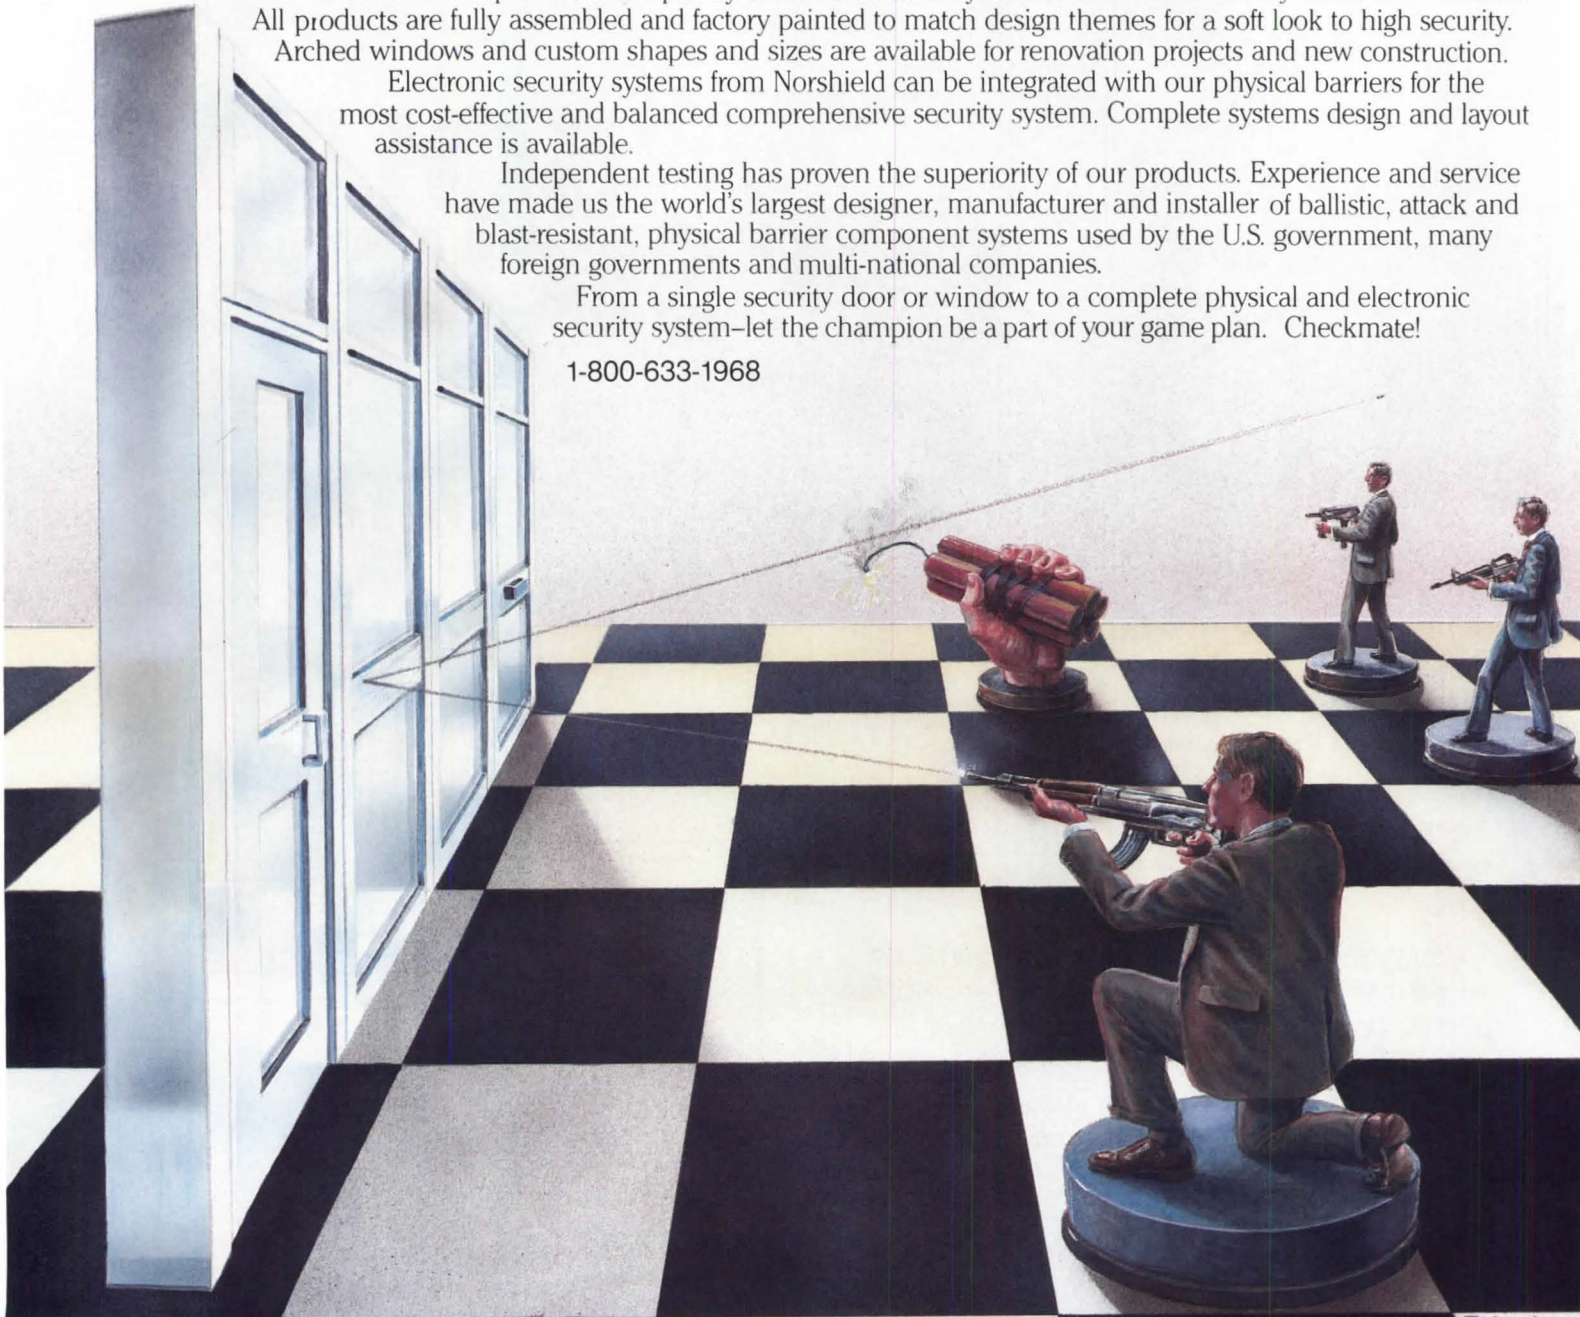 All products are fully assembled and factory painted to match design themes for a soft look to high security.
Arched windows and custom shapes and sizes are available for renovation projects and new construction.
Electronic security systems from Norshield can be integrated with our physical barriers for the
most cost-effective and balanced comprehensive security system. Complete systems design and layout
assistance is available.
Independent testing has proven the superiority of our products. Experience and service
have made us the world's largest designer, manufacturer and installer of ballistic, attack and
blast-resistant, physical barrier component systems used by the U.S. government, many
foreign governments and multi-national companies.
From a single security door or window to a complete physical and electronic
security system–let the champion be a part of your game plan. Checkmate!
1-800-633-1968